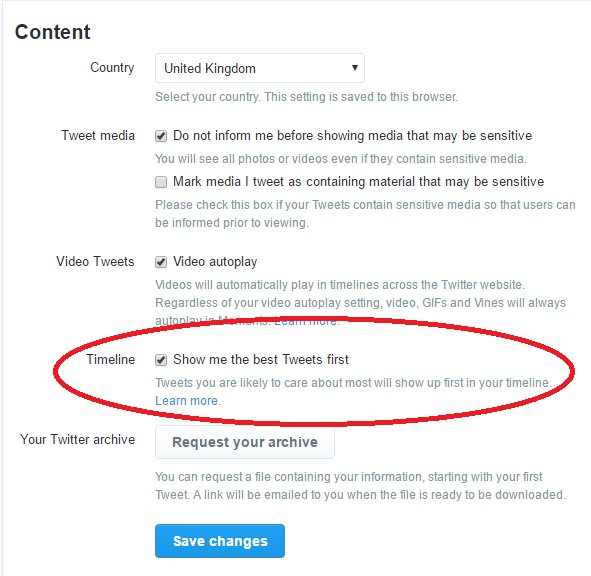 Content
Country United Kingdom
Select your country. This setting is saved to this browser.
Tweet media Do not inform me before showing media that may be sensitive
You will see all photos or videos even if they contain sensitive media.
Mark media I tweet as containing material that may be sensitive
Please check this box if your Tweets contain sensitive media so that users can
be informed prior to viewing.
Video Tweets Video autoplay
Videos will automatically play in timelines across the Twitter website.
Regardless of your video autoplay setting, video, GIFs and Vines will always
autoplay in Moments. Learn more.
Timeline Show me the best Tweets first
Tweets you are likely to care about most will show up first in your timeline.
Learn more.
Your Twitter archive Request your archive
You can request a file containing your information, starting with your first
Tweet. A link will be emailed to you when the file is ready to be downloaded.
Save changes